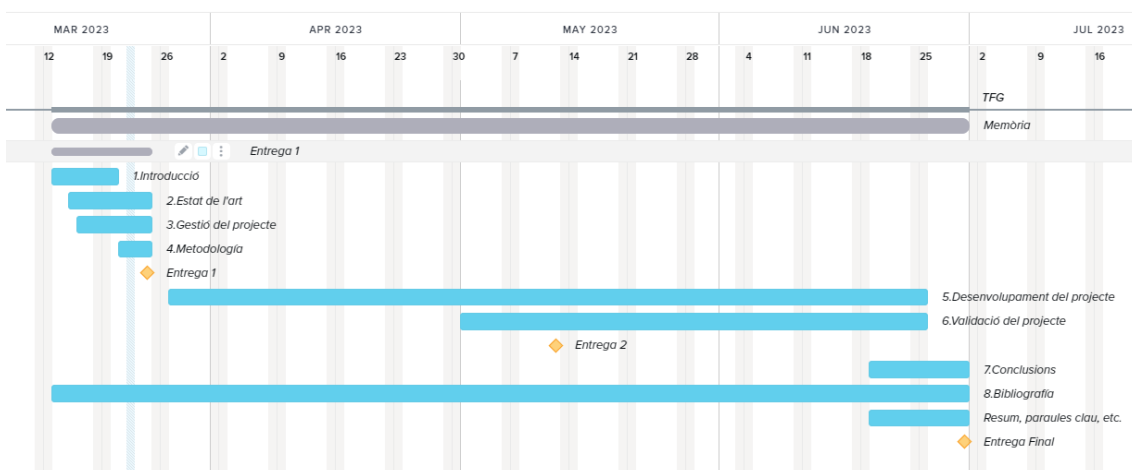 MAR 2023 APR 2023 MAY 2023 JUN 2023 JUL 2023
12 19 26 2 9 16 23 30 7 14 21 28 4 11 18 25 2 9 16
TFG
Memòria
Entrega 1
1.Introducció
2.Estat de l'art
3.Gestió del projecte
4.Metodología
Entrega 1
5.Desenvolupament del projecte
6.Validació del projecte
Entrega 2
7.Conclusions
8.Bibliografía
Resum, paraules clau, etc.
Entrega Final